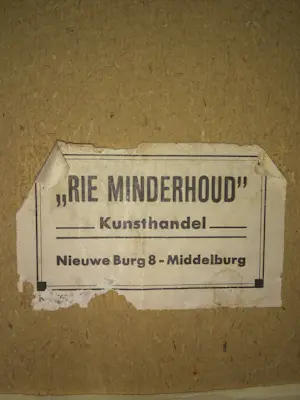 „RIE MINDERHOUD”
Kunsthandel
Nieuwe Burg 8 - Middelburg